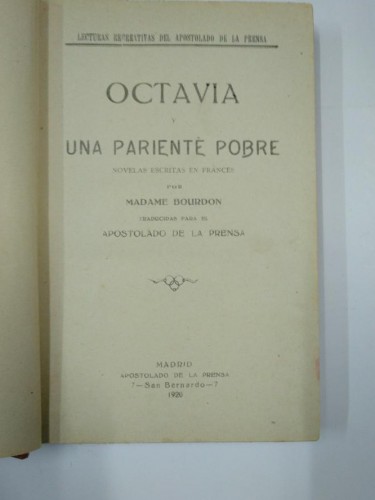 LECTURAS RECREATIVAS DEL APOSTOLADO DE LA PRENSA
OCTAVIA
Y
UNA PARIENTE POBRE
NOVELAS ESCRITAS EN FRANCÉS
POR
MADAME BOURDON
TRADUCIDAS PARA EL
APOSTOLADO DE LA PRENSA
MADRID
APOSTOLADO DE LA PRENSA
7—San Bernardo—7
1920